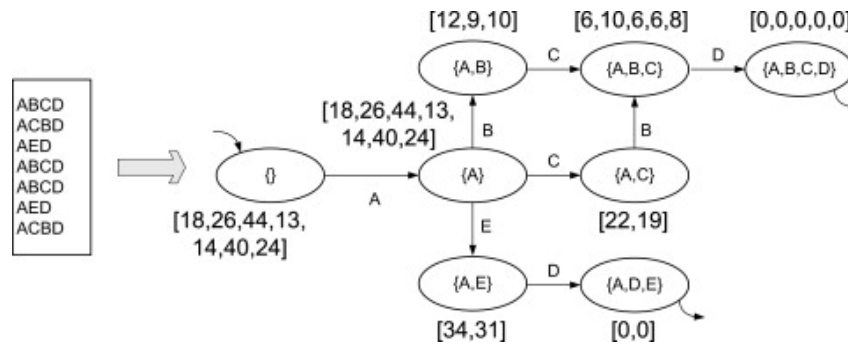 ABCD
ACBD
AED
ABCD
ABCD
AED
ACBD
[12,9,10]
[6,10,6,6,8]
[0,0,0,0,0]
{A,B}
C
{A,B,C}
D
{A,B,C,D}
[18,26,44,13,
14,40,24]
B
B
{}
A
{A}
C
{A,C}
[18,26,44,13,
14,40,24]
[22,19]
E
{A,E}
D
{A,D,E}
[34,31]
[0,0]